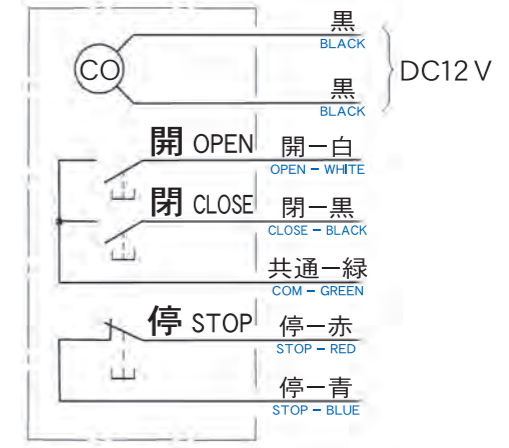 黒
BLACK
CO
DC12V
黒
BLACK
開 OPEN
開ー白
OPEN – WHITE
閉 CLOSE
閉ー黒
CLOSE – BLACK
共通ー緑
COM – GREEN
停 STOP
停ー赤
STOP – RED
停ー青
STOP – BLUE